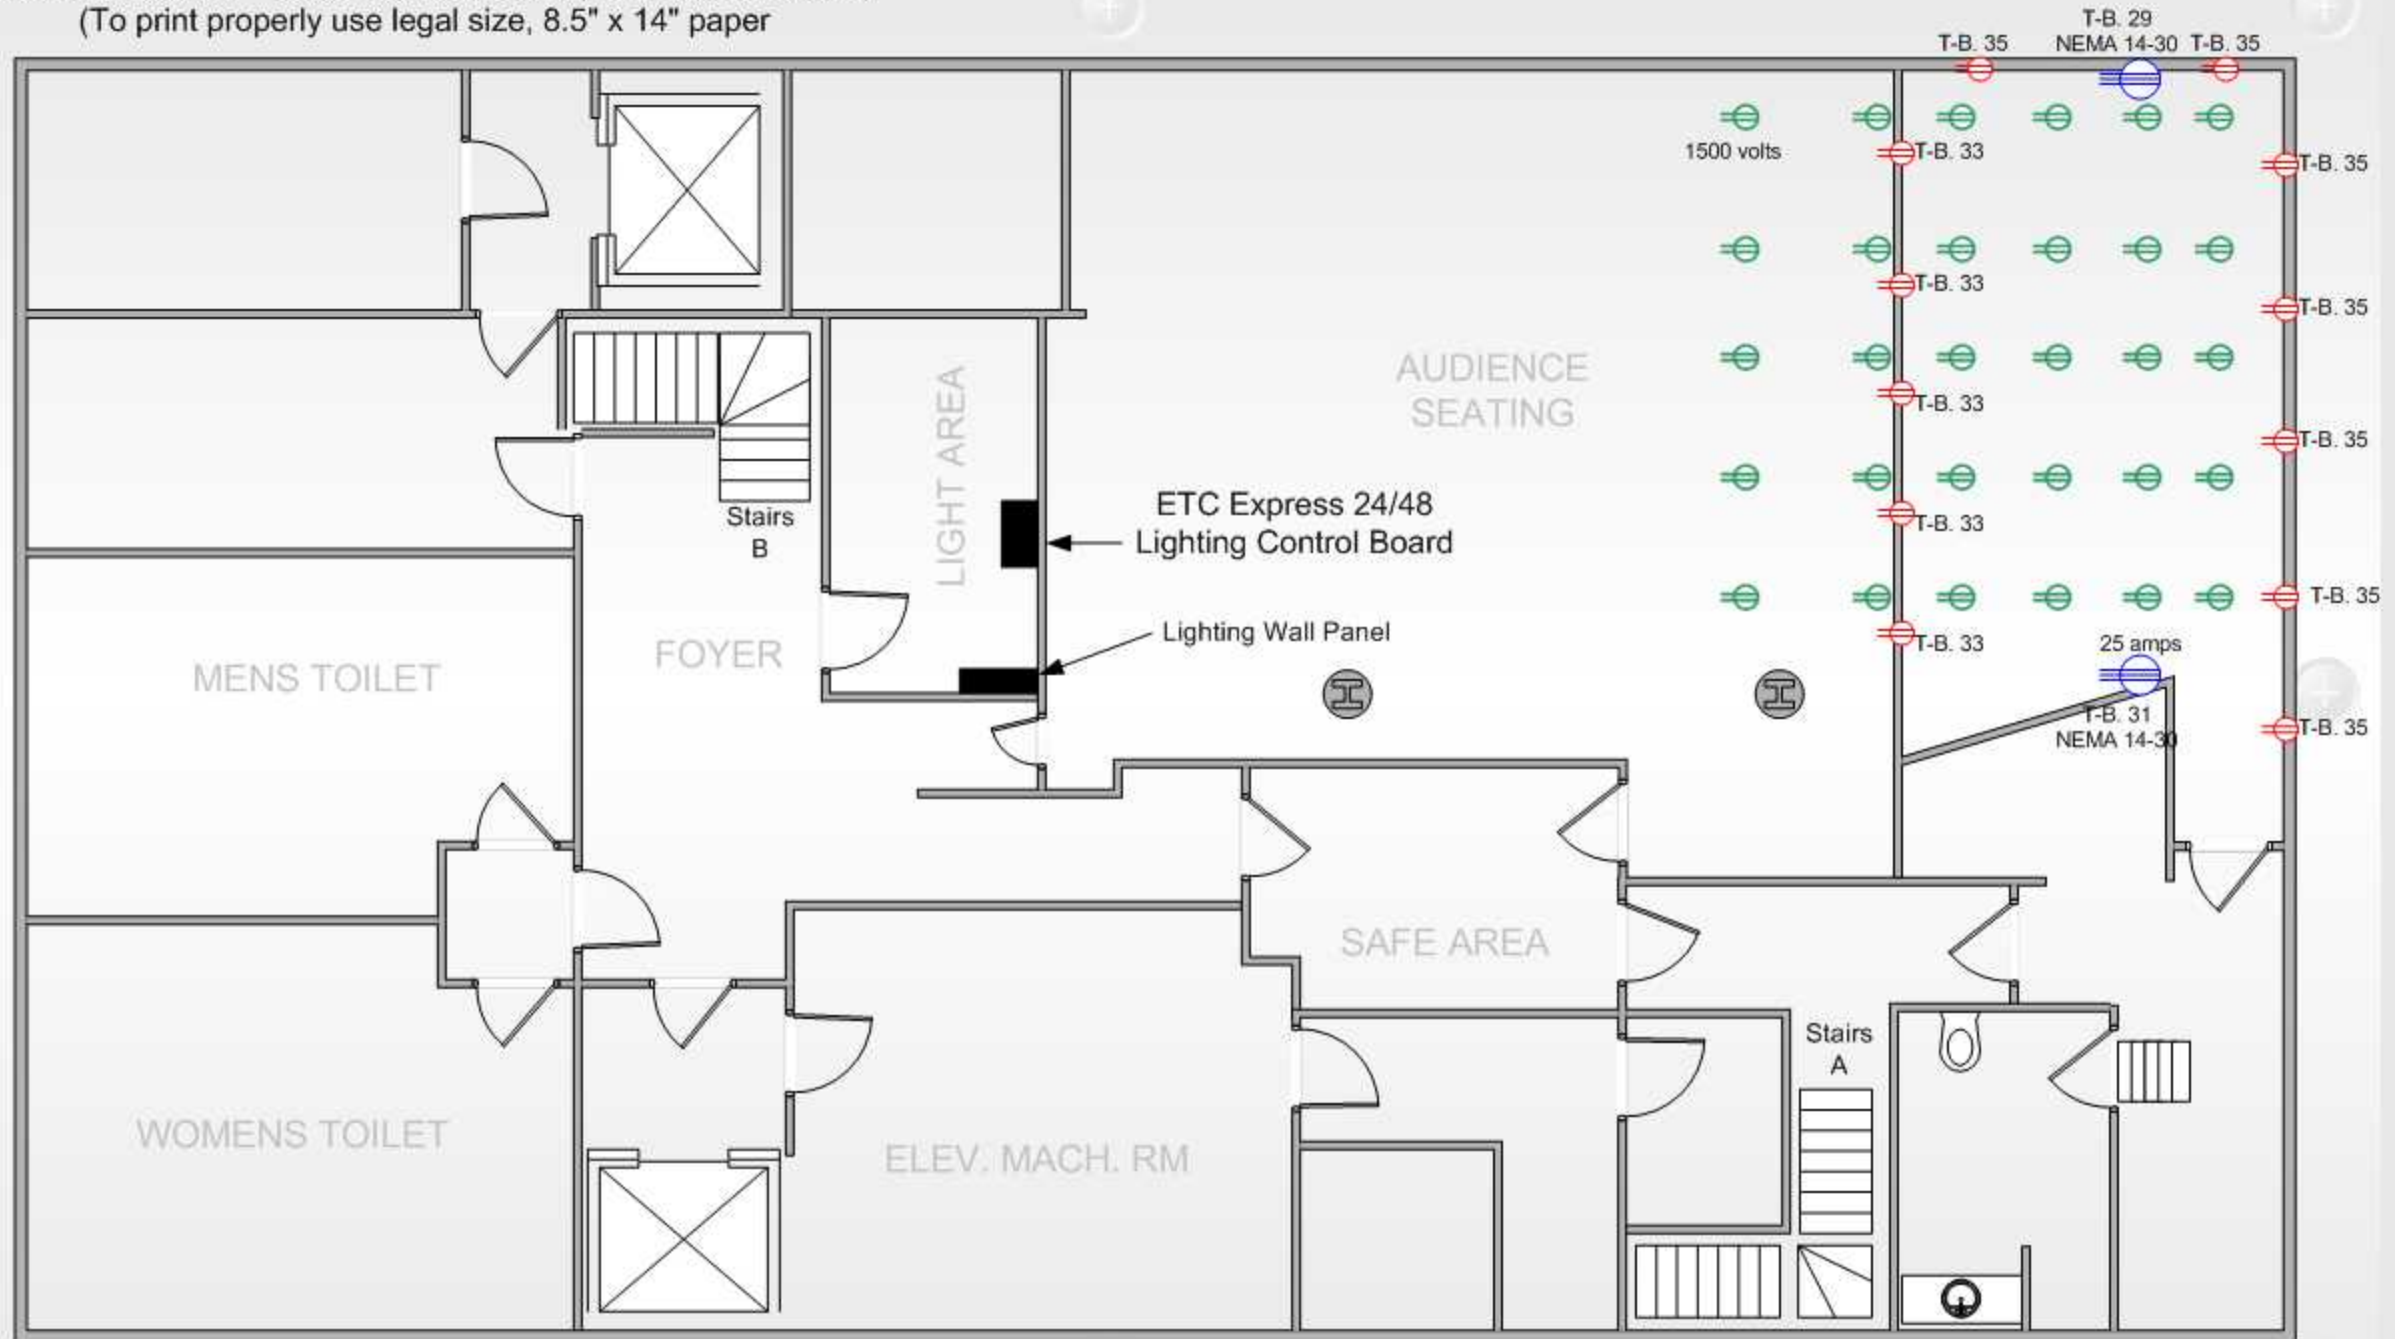 (To print properly use legal size, 8.5" x 14" paper
T-B. 29
T-B. 35
NEMA 14-30
T-B. 35
1500 volts
T-B. 33
T-B. 35
T-B. 33
T-B. 35
AUDIENCE
SEATING
LIGHT AREA
T-B. 33
T-B. 35
ETC Express 24/48
Lighting Control Board
Stairs
B
T-B. 33
T-B. 35
Lighting Wall Panel
FOYER
MENS TOILET
T-B. 33
25 amps
T-B. 31
NEMA 14-30
T-B. 35
SAFE AREA
Stairs
A
WOMENS TOILET
ELEV. MACH. RM